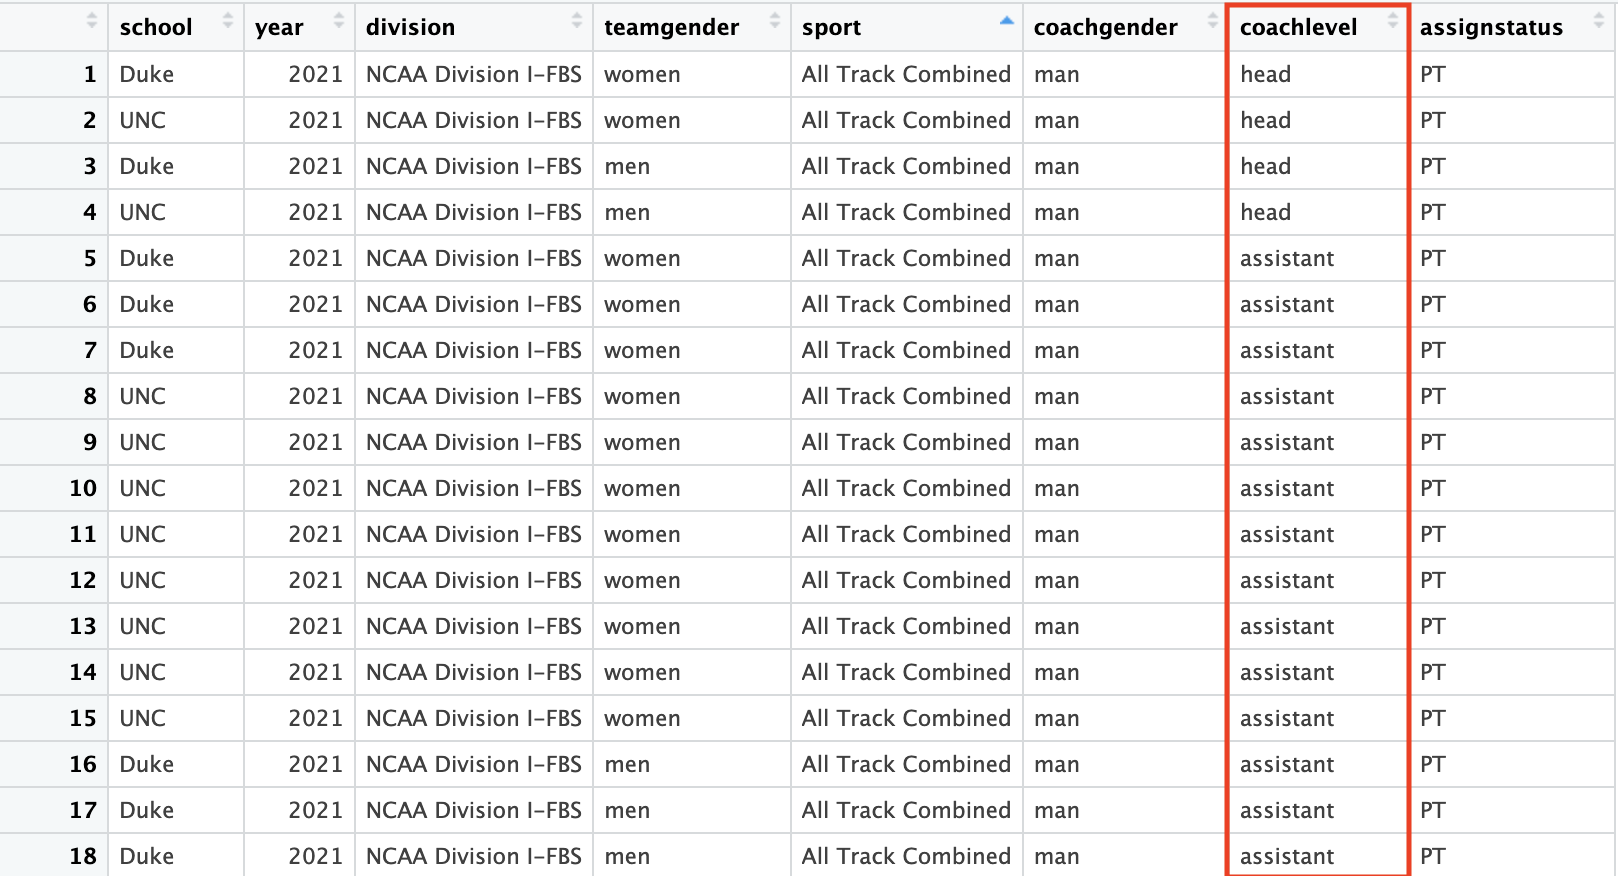 school year division teamgender sport coachgender coachlevel assignstatus
1 Duke 2021 NCAA Division I-FBS women All Track Combined man head PT
2 UNC 2021 NCAA Division I-FBS women All Track Combined man head PT
3 Duke 2021 NCAA Division I-FBS men All Track Combined man head PT
4 UNC 2021 NCAA Division I-FBS men All Track Combined man head PT
5 Duke 2021 NCAA Division I-FBS women All Track Combined man assistant PT
6 Duke 2021 NCAA Division I-FBS women All Track Combined man assistant PT
7 Duke 2021 NCAA Division I-FBS women All Track Combined man assistant PT
8 UNC 2021 NCAA Division I-FBS women All Track Combined man assistant PT
9 UNC 2021 NCAA Division I-FBS women All Track Combined man assistant PT
10 UNC 2021 NCAA Division I-FBS women All Track Combined man assistant PT
11 UNC 2021 NCAA Division I-FBS women All Track Combined man assistant PT
12 UNC 2021 NCAA Division I-FBS women All Track Combined man assistant PT
13 UNC 2021 NCAA Division I-FBS women All Track Combined man assistant PT
14 UNC 2021 NCAA Division I-FBS women All Track Combined man assistant PT
15 UNC 2021 NCAA Division I-FBS women All Track Combined man assistant PT
16 Duke 2021 NCAA Division I-FBS men All Track Combined man assistant PT
17 Duke 2021 NCAA Division I-FBS men All Track Combined man assistant PT
18 Duke 2021 NCAA Division I-FBS men All Track Combined man assistant PT